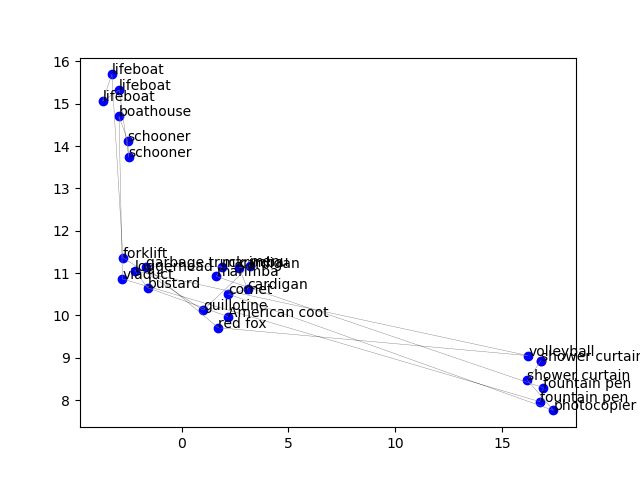 16
lifeboat
lifeboat
lifeboat
15
boathouse
14
schooner
schooner
13
12
forklift
garbage truck
cardigan
loggerhead
11
viaduct
marimba
bustard
cardigan
comet
10
guillotine
American coot
red fox
9
volleyball
shower curtain
shower curtain
8
fountain pen
fountain pen
photocopier
0
5
10
15